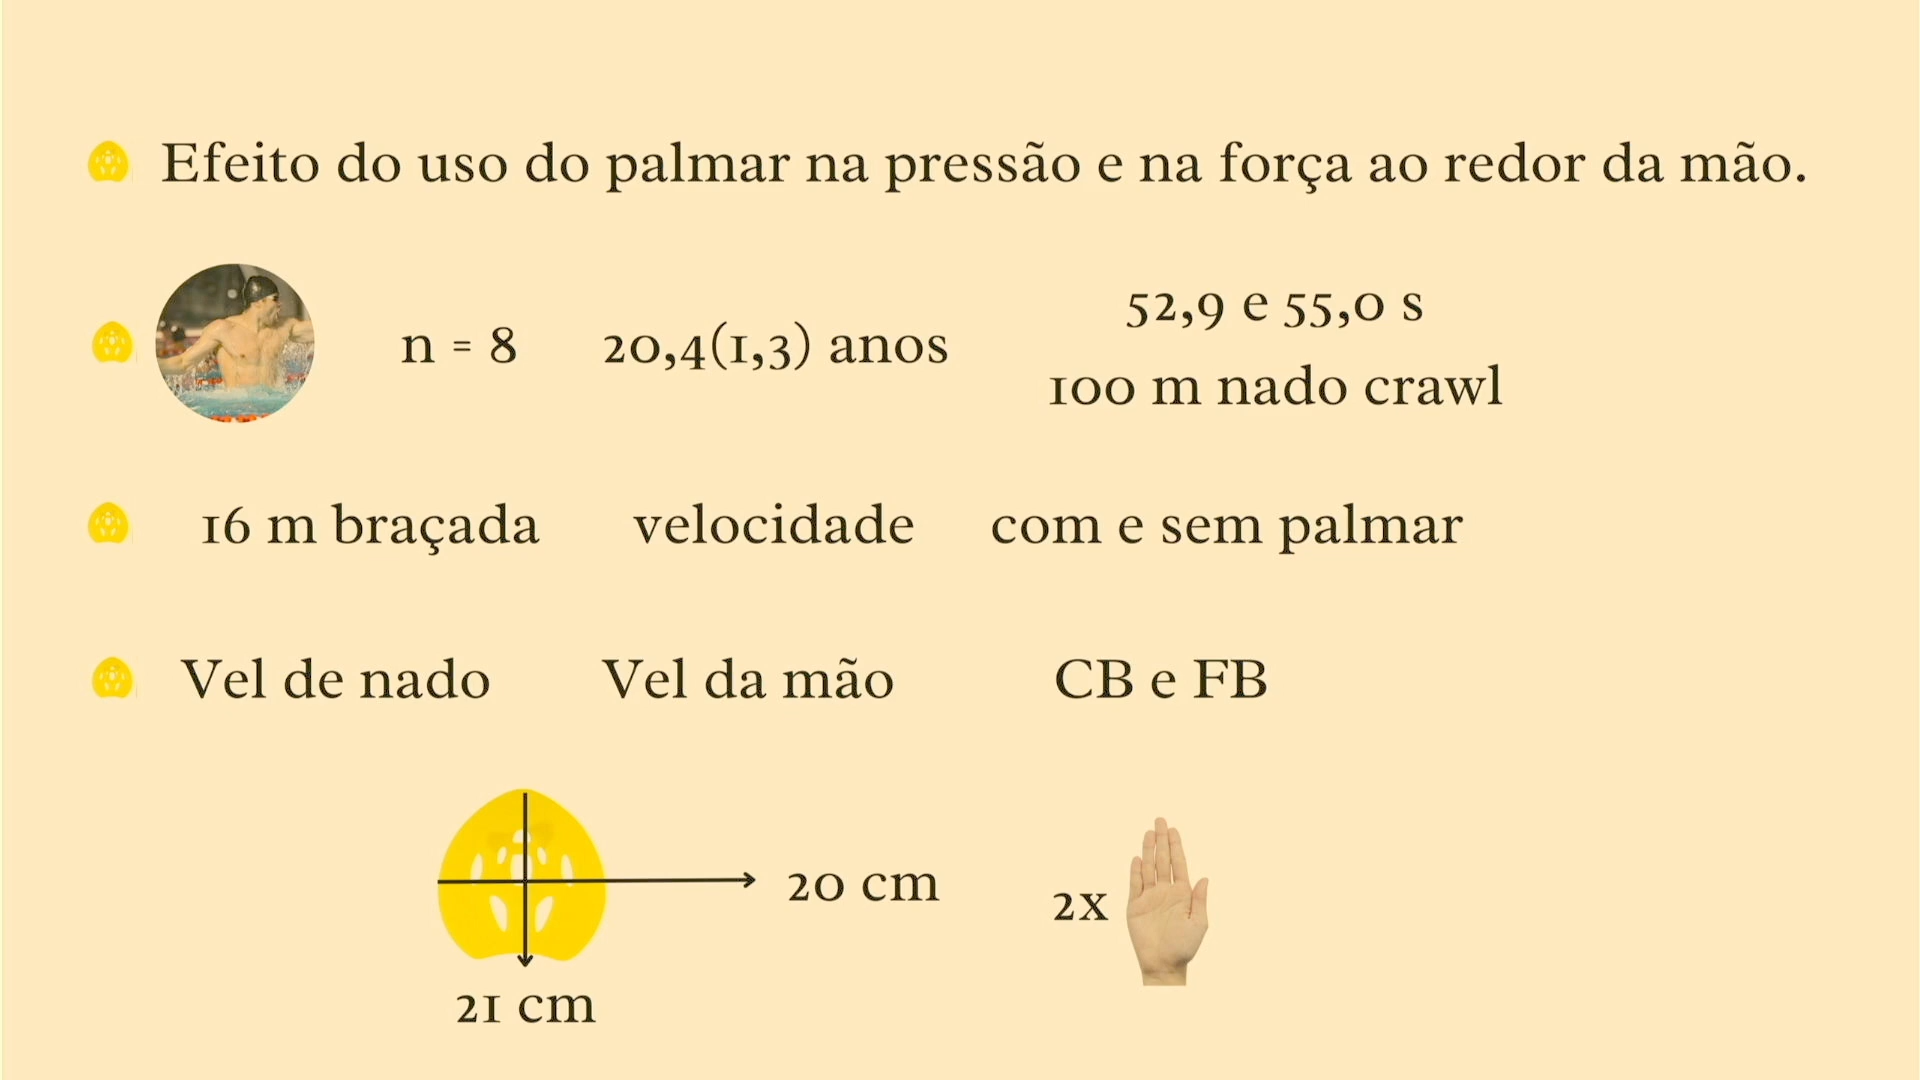 Efeito do uso do palmar na pressão e na força ao redor da mão.
n = 8 20,4(1,3) anos
52,9 e 55,0 s
100 m nado crawl
16 m braçada velocidade com e sem palmar
Vel de nado Vel da mão CB e FB
20 cm
2x
21 cm